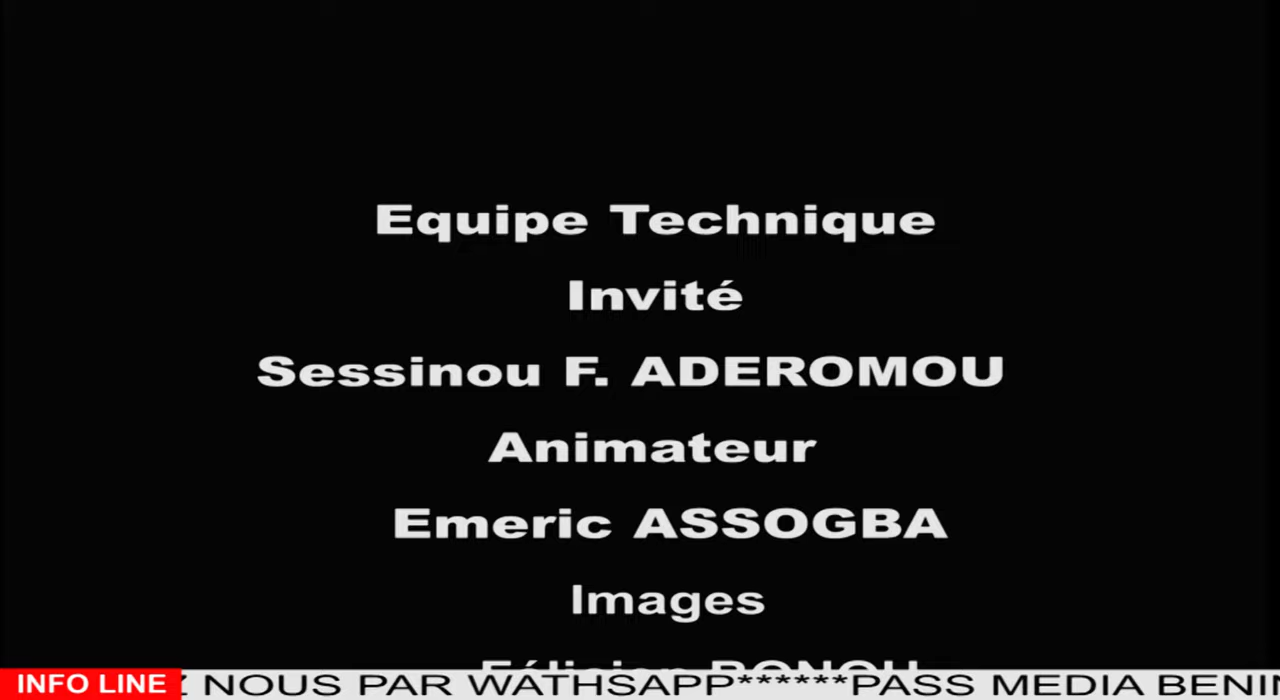 Equipe Technique
Invité
Sessinou F. ADEROMOU
Animateur
Emeric ASSOGBA
Images
INFO LINE
NOUS PAR WATHSAPP******PASS MEDIA BENIN